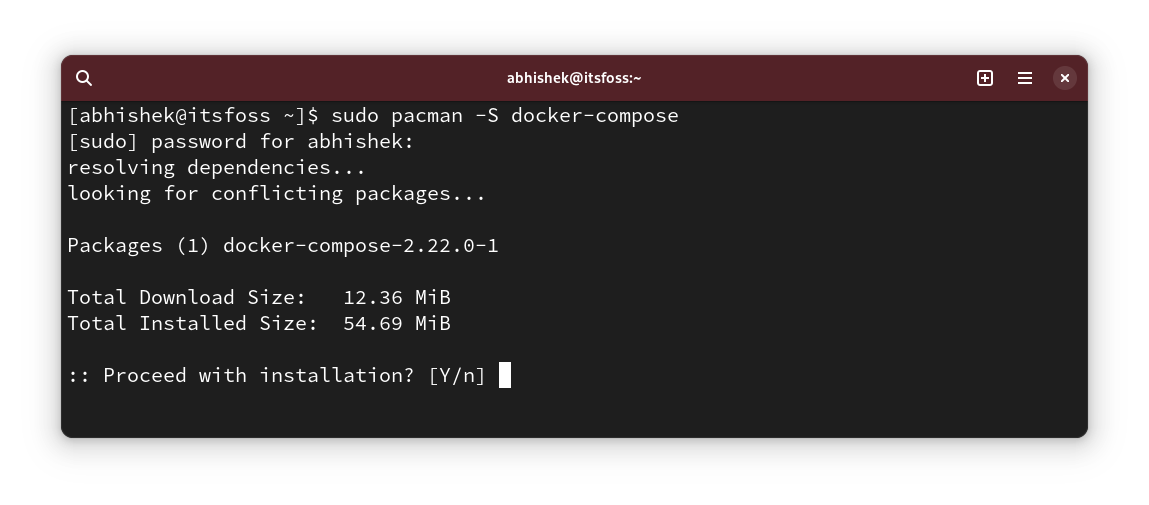 abhishek@itsfoss:~
[abhishek@itsfoss ~]$ sudo pacman -S docker-compose
[sudo] password for abhishek:
resolving dependencies...
looking for conflicting packages...
Packages (1) docker-compose-2.22.0-1
Total Download Size:   12.36 MiB
Total Installed Size:  54.69 MiB
:: Proceed with installation? [Y/n]